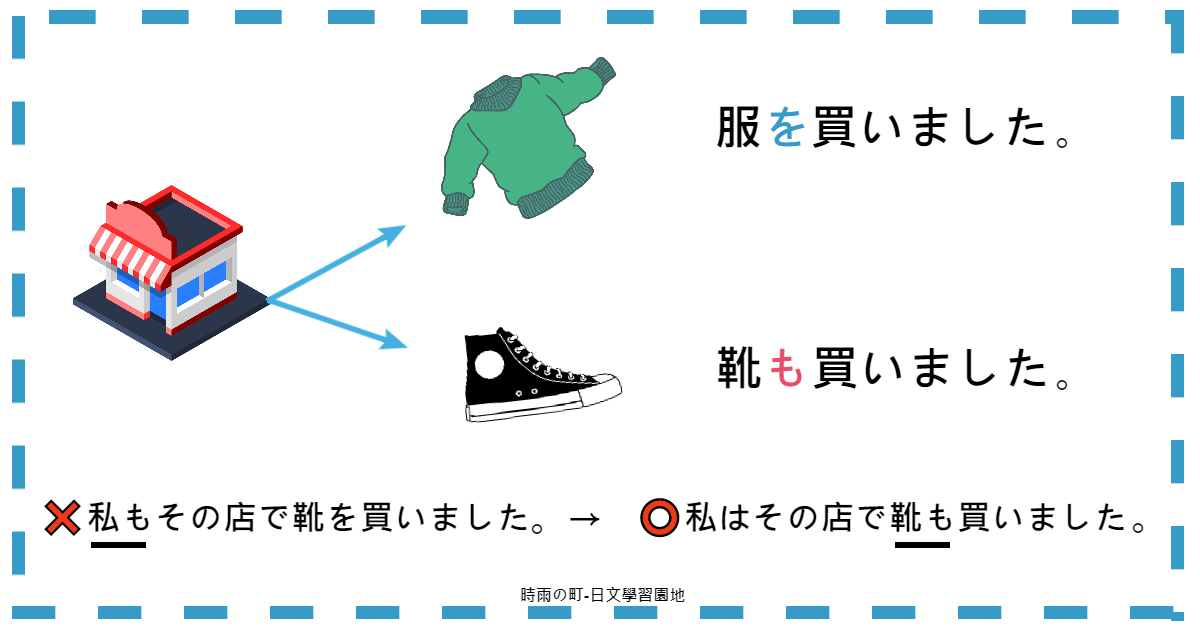 服を買いました。
靴も買いました。
私もその店で靴を買いました。→ 私はその店で靴も買いました。
時雨の町-日文學習園地